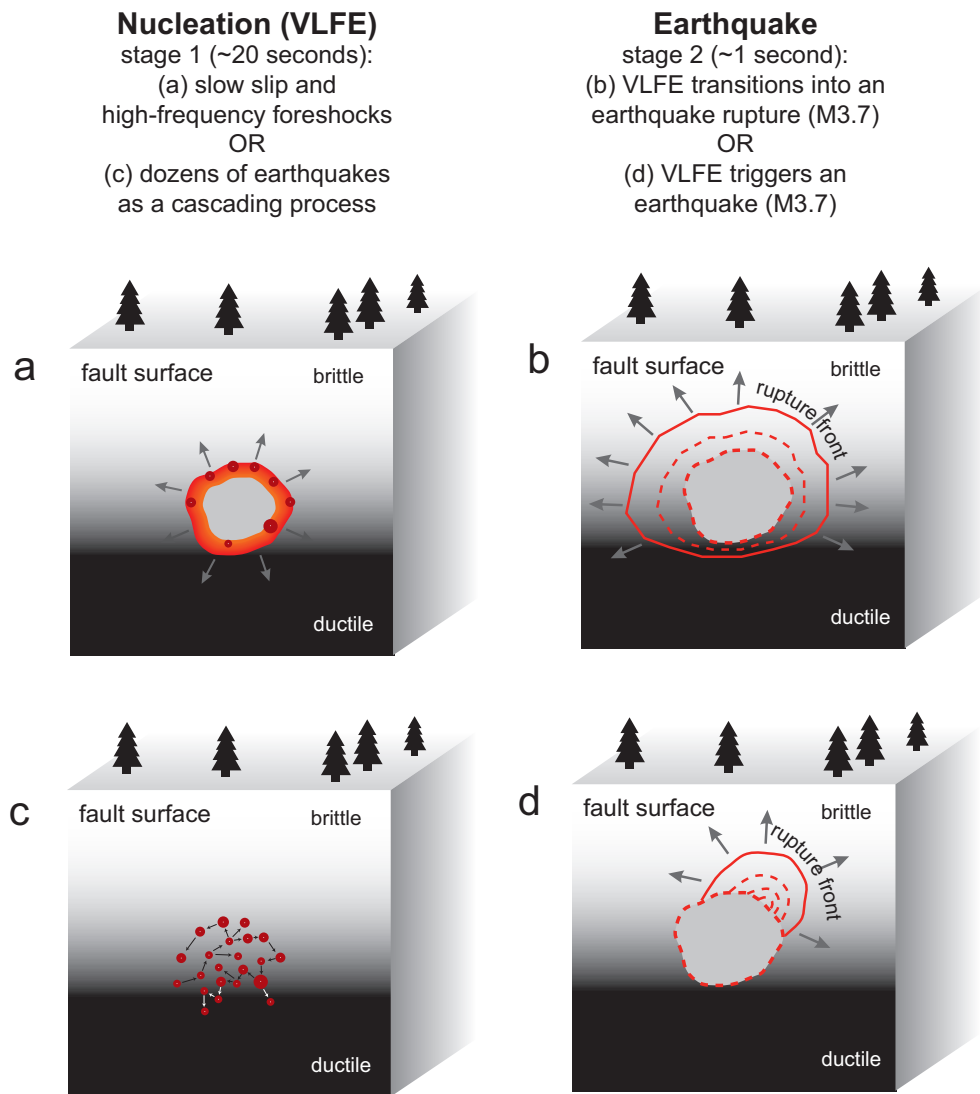 Nucleation (VLFE)
stage 1 (~20 seconds):
(a) slow slip and
high-frequency foreshocks
OR
(c) dozens of earthquakes
as a cascading process
Earthquake
stage 2 (~1 second):
(b) VLFE transitions into an
earthquake rupture (M3.7)
OR
(d) VLFE triggers an
earthquake (M3.7)
a
fault surface
brittle
ductile
b
fault surface
brittle
rupture front
ductile
c
fault surface
brittle
ductile
d
fault surface
brittle
rupture front
ductile